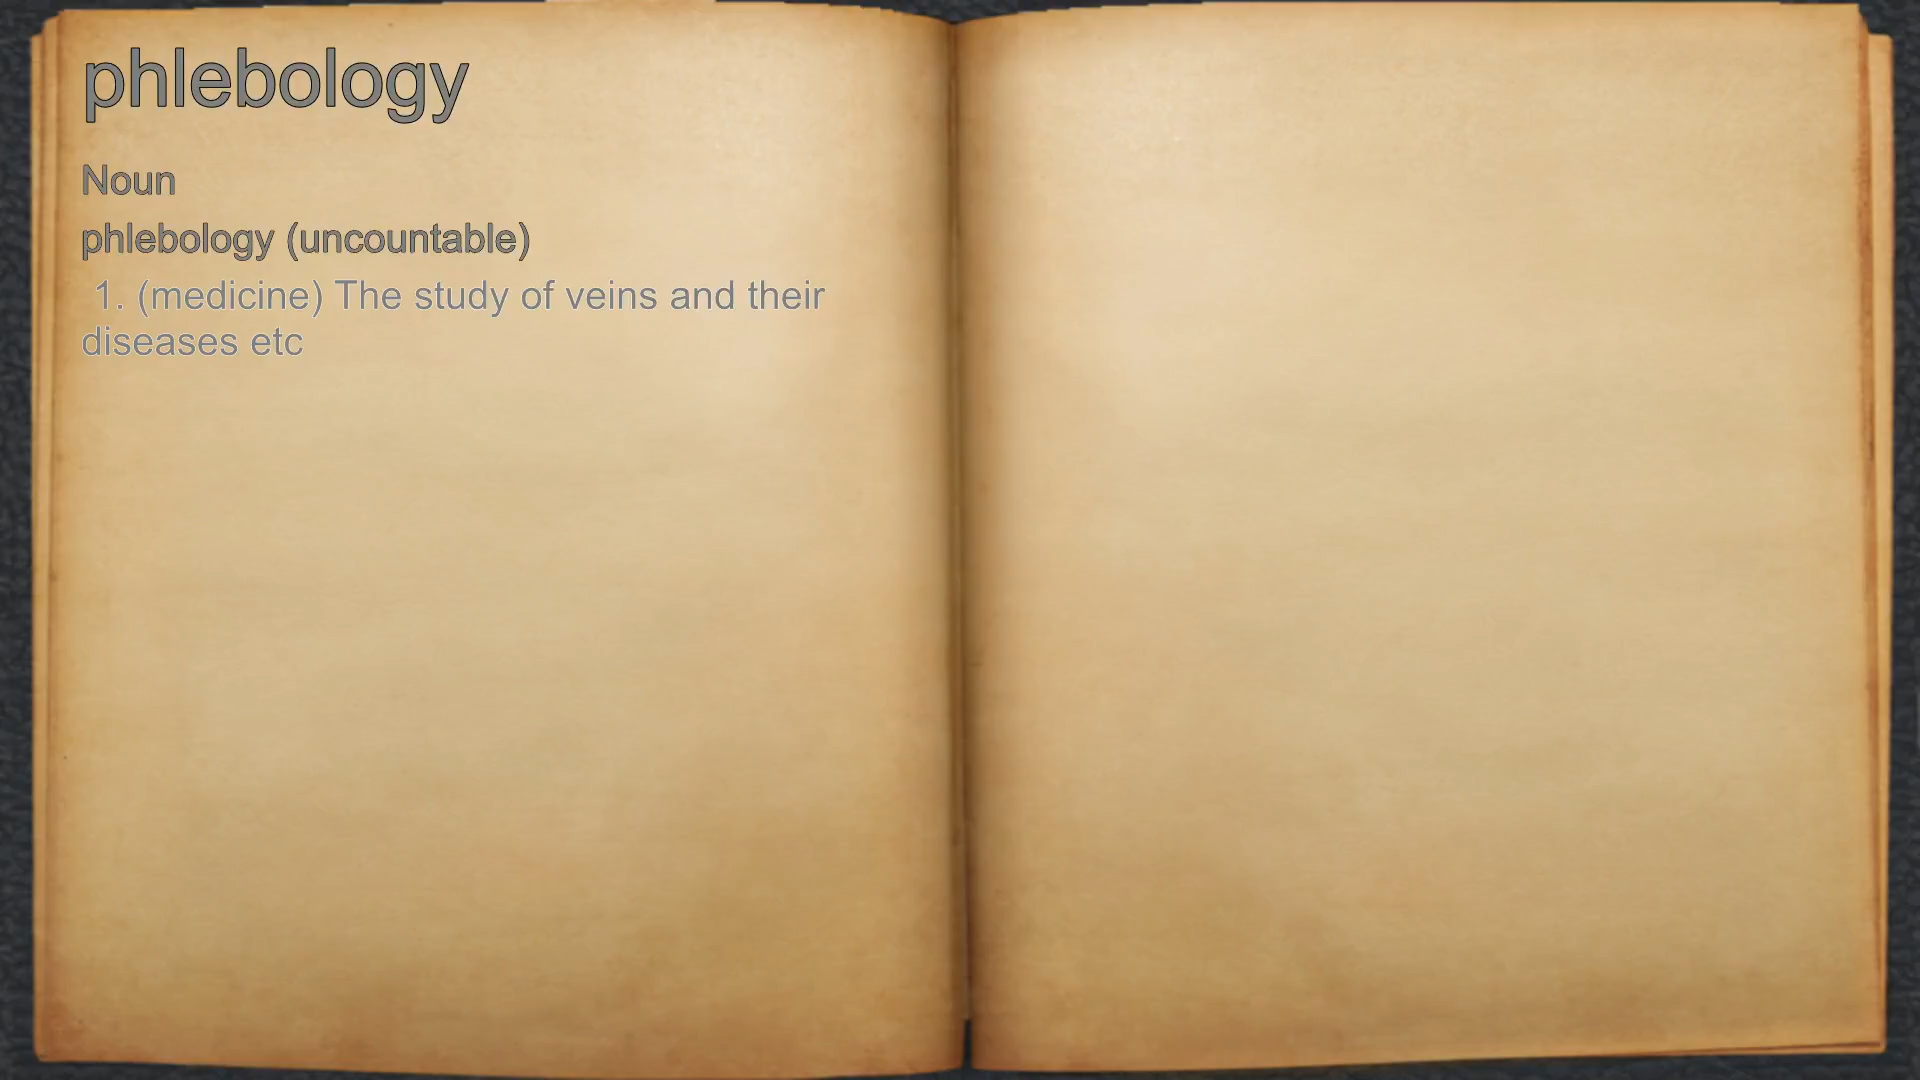 phlebology
Noun
phlebology (uncountable)
1. (medicine) The study of veins and their
diseases etc